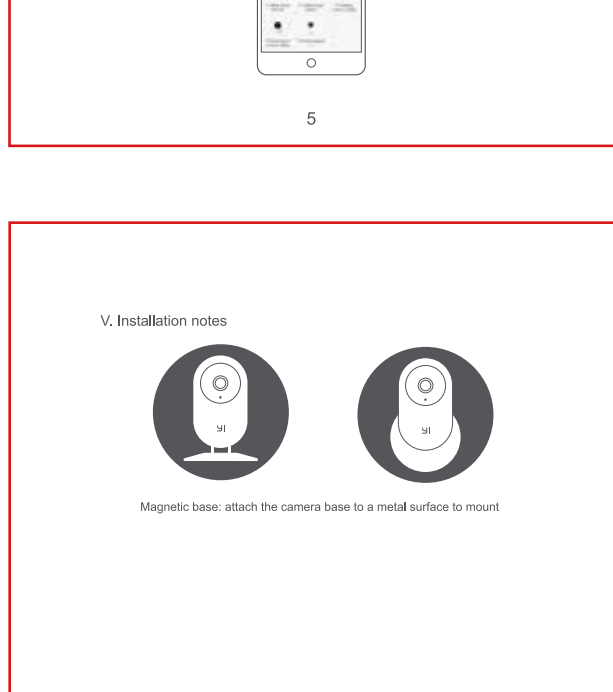 5
V. Installation notes
YI
YI
Magnetic base: attach the camera base to a metal surface to mount